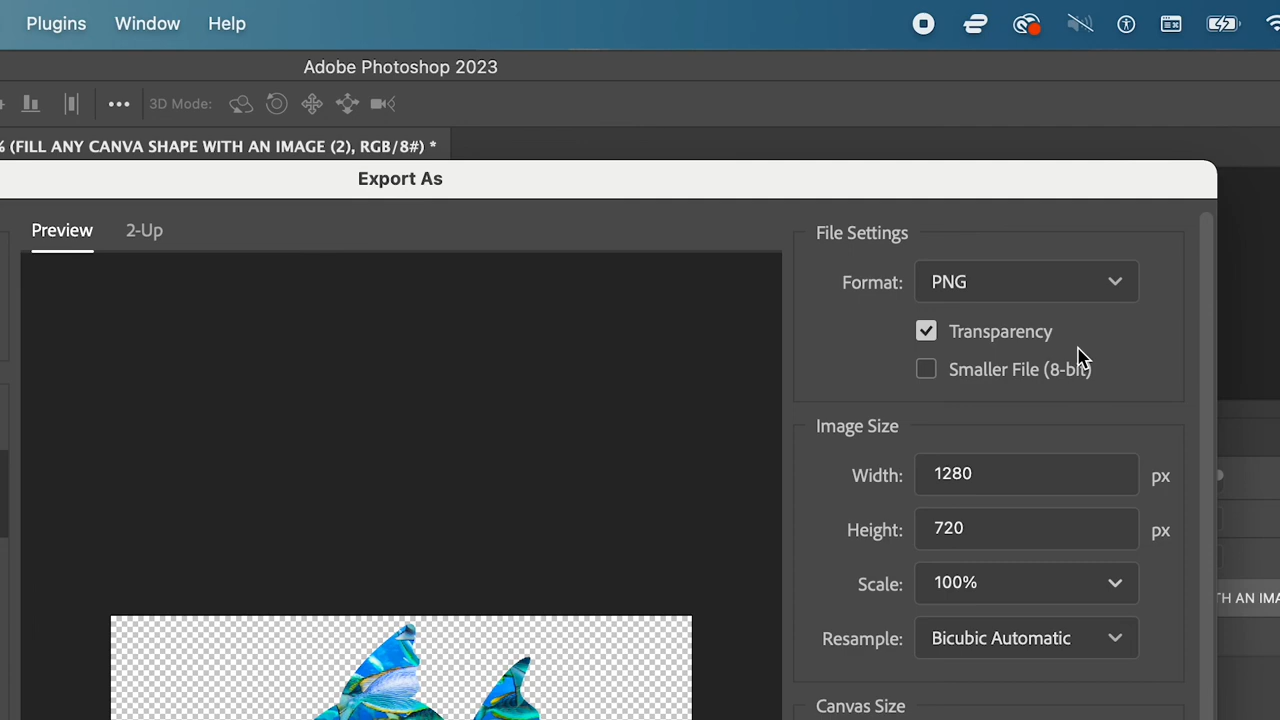 Plugins Window Help
Adobe Photoshop 2023
3D Mode:
% (FILL ANY CANVA SHAPE WITH AN IMAGE (2), RGB/8#) *
Export As
Preview 2-Up
File Settings
Format: PNG
Transparency
Smaller File (8-bit)
Image Size
Width: 1280 px
Height: 720 px
Scale: 100%
TH AN IMA
Resample: Bicubic Automatic
Canvas Size